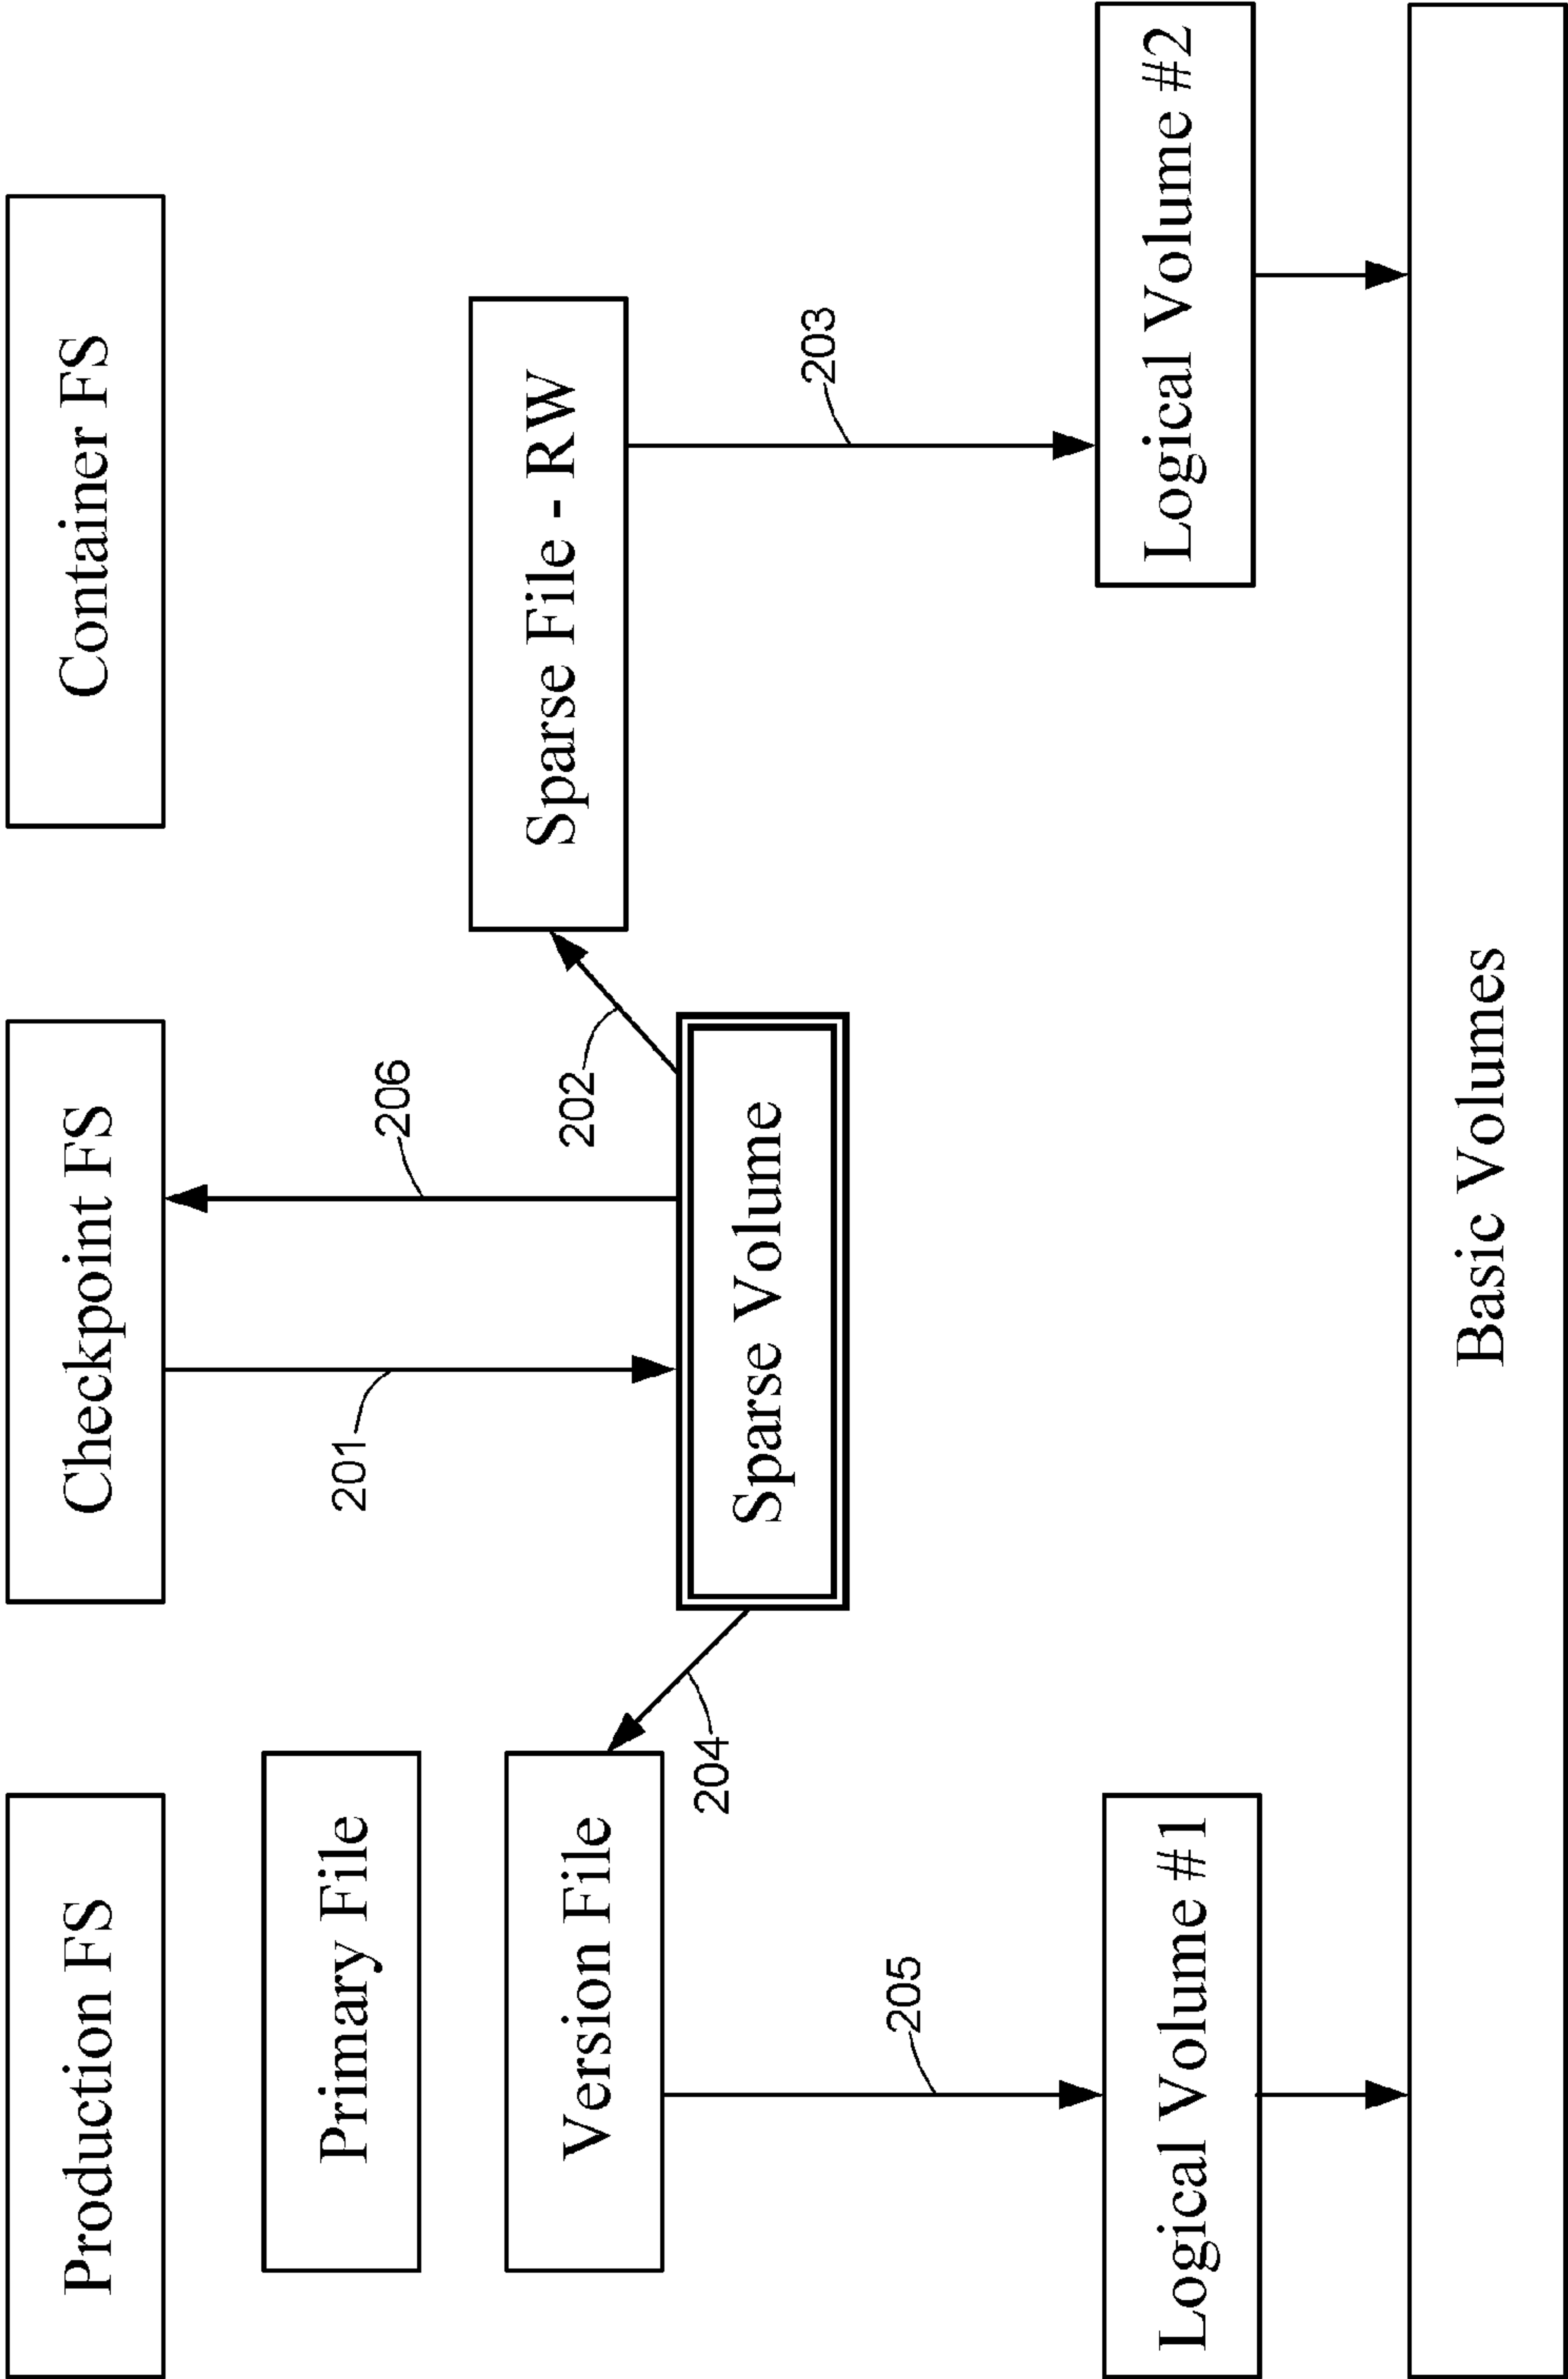 Production FS
Checkpoint FS
Container FS
Primary File
201
206
Version File
Sparse File - RW
202
204
Sparse Volume
203
205
Logical Volume #1
Logical Volume #2
Basic Volumes